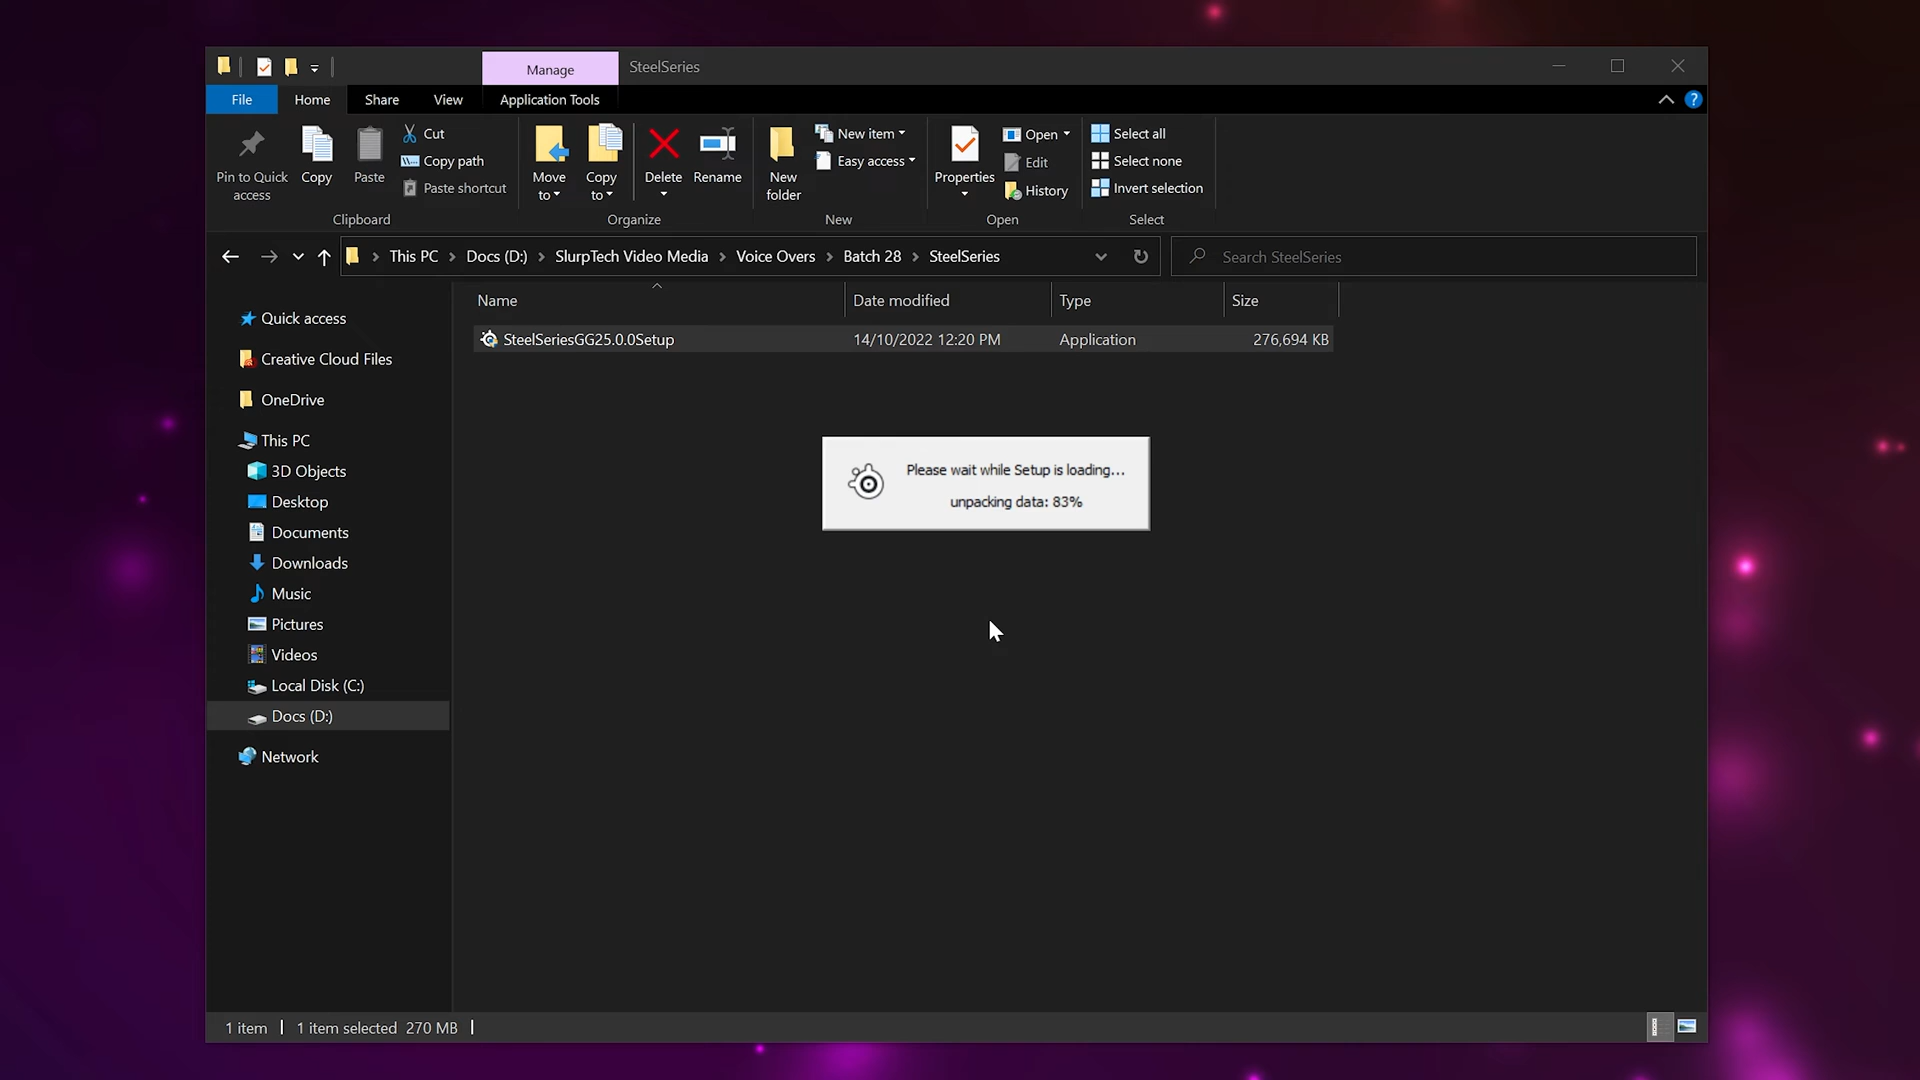 Manage
SteelSeries
File
Home
Share
View
Application Tools
Pin to Quick access
Copy
Paste
Cut
Copy path
Paste shortcut
Clipboard
Move to
Copy to
Delete
Rename
Organize
New folder
New item
Easy access
New
Properties
Open
Edit
History
Open
Select all
Select none
Invert selection
Select
This PC
Docs (D:)
SlurpTech Video Media
Voice Overs
Batch 28
SteelSeries
Search SteelSeries
Name
Date modified
Type
Size
SteelSeriesGG25.0.0Setup
14/10/2022 12:20 PM
Application
276,694 KB
Quick access
Creative Cloud Files
OneDrive
This PC
3D Objects
Desktop
Documents
Downloads
Music
Pictures
Videos
Local Disk (C:)
Docs (D:)
Network
Please wait while Setup is loading...
unpacking data: 83%
1 item
1 item selected 270 MB